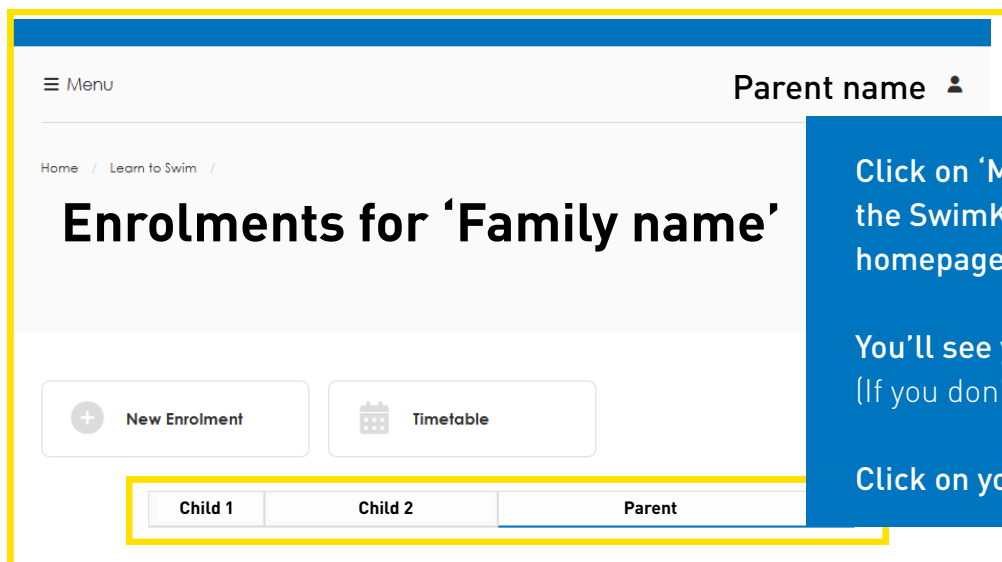 Menu
Parent name
Home / Learn to Swim /
Enrolments for ‘Family name’
Click on ‘M
the SwimK
homepage
You’ll see
(If you don
Click on yo
New Enrolment
Timetable
Child 1
Child 2
Parent